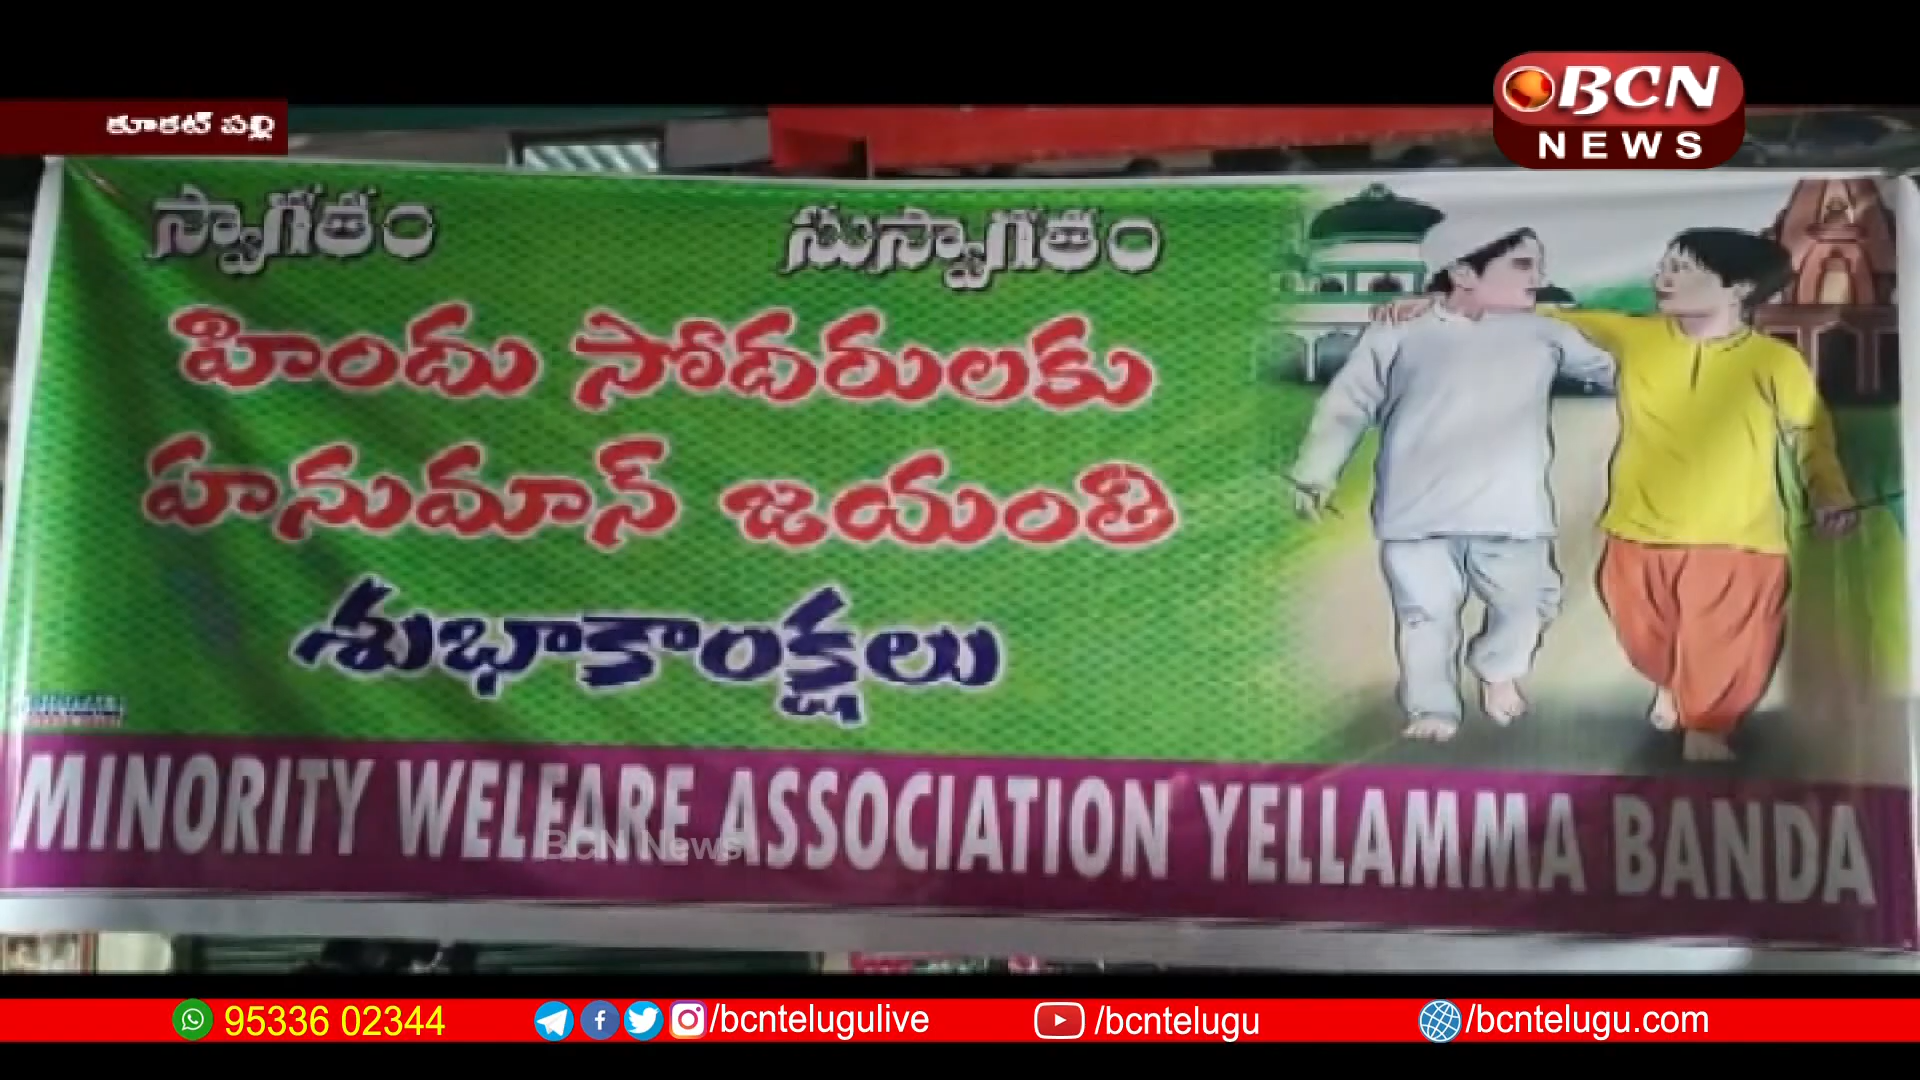 BCN
NEWS
కూకట్ పల్లి
స్వాగతం సుస్వాగతం
హిందు సోదరులకు
హనుమాన్ జయంతి
శుభాకాంక్షలు
MINORITY WELFARE ASSOCIATION YELLAMMA BANDA
BCN News
95336 02344 /bcntelugulive /bcntelugu /bcntelugu.com